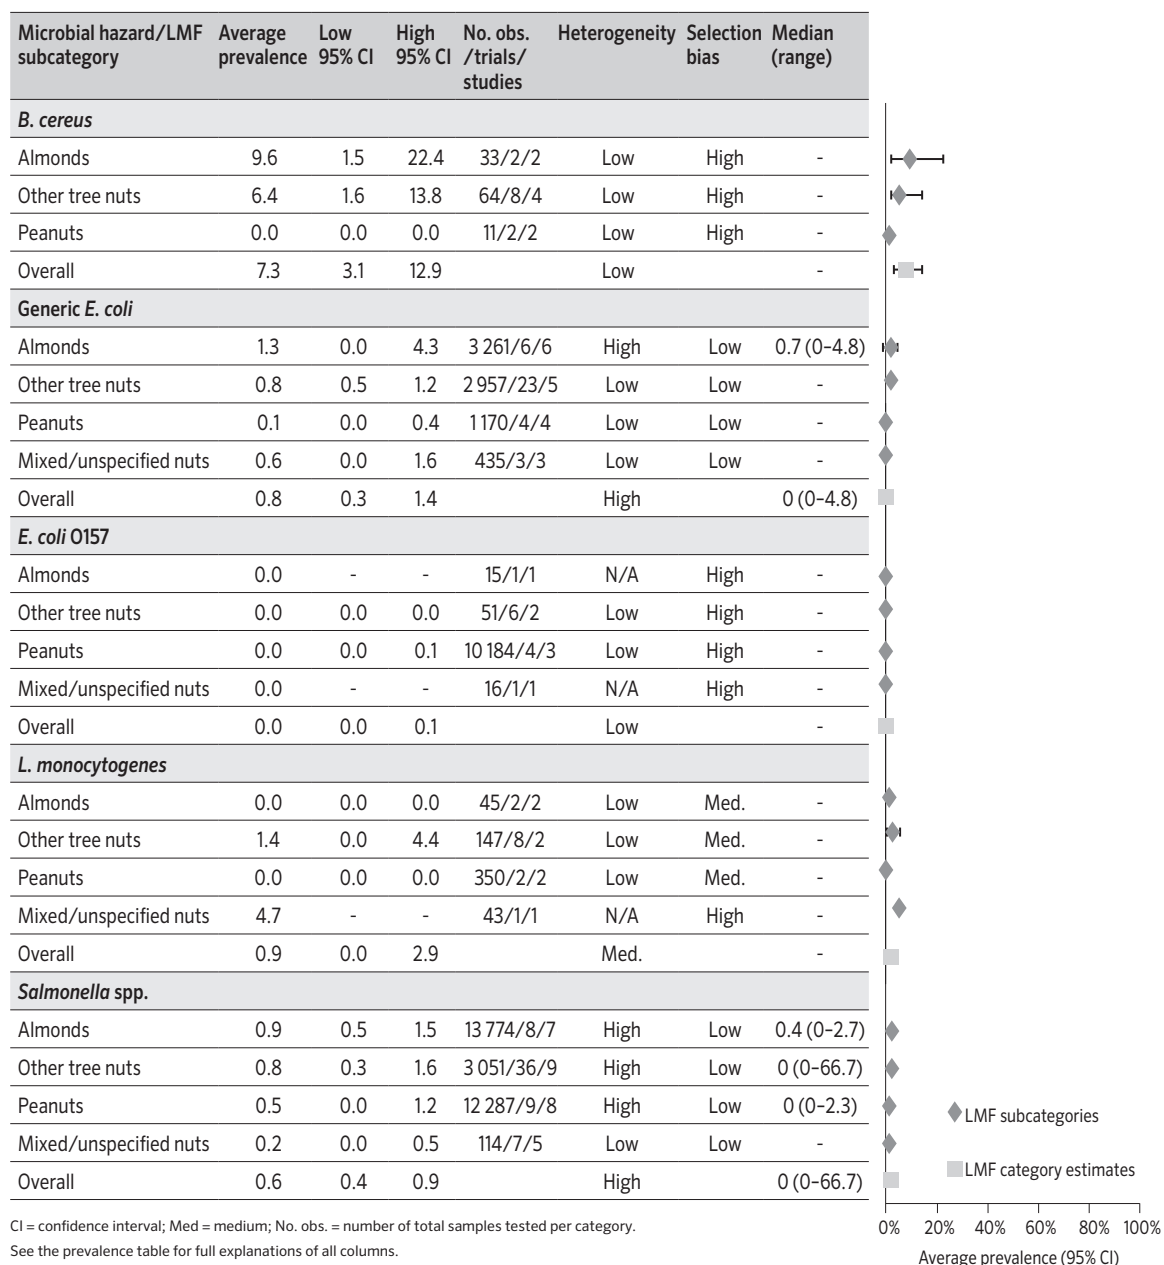 Microbial hazard/LMF subcategory Average prevalence Low 95% CI High 95% CI No. obs. /trials/ studies Heterogeneity Selection bias Median (range)
B. cereus
Almonds 9.6 1.5 22.4 33/2/2 Low High -
Other tree nuts 6.4 1.6 13.8 64/8/4 Low High -
Peanuts 0.0 0.0 0.0 11/2/2 Low High -
Overall 7.3 3.1 12.9 Low -
Generic E. coli
Almonds 1.3 0.0 4.3 3 261/6/6 High Low 0.7 (0–4.8)
Other tree nuts 0.8 0.5 1.2 2 957/23/5 Low Low -
Peanuts 0.1 0.0 0.4 1 170/4/4 Low Low -
Mixed/unspecified nuts 0.6 0.0 1.6 435/3/3 Low Low -
Overall 0.8 0.3 1.4 High 0 (0–4.8)
E. coli O157
Almonds 0.0 - - 15/1/1 N/A High -
Other tree nuts 0.0 0.0 0.0 51/6/2 Low High -
Peanuts 0.0 0.0 0.1 10 184/4/3 Low High -
Mixed/unspecified nuts 0.0 - - 16/1/1 N/A High -
Overall 0.0 0.0 0.1 Low -
L. monocytogenes
Almonds 0.0 0.0 0.0 45/2/2 Low Med. -
Other tree nuts 1.4 0.0 4.4 147/8/2 Low Med. -
Peanuts 0.0 0.0 0.0 350/2/2 Low Med. -
Mixed/unspecified nuts 4.7 - - 43/1/1 N/A High -
Overall 0.9 0.0 2.9 Med. -
Salmonella spp.
Almonds 0.9 0.5 1.5 13 774/8/7 High Low 0.4 (0–2.7)
Other tree nuts 0.8 0.3 1.6 3 051/36/9 High Low 0 (0–66.7)
Peanuts 0.5 0.0 1.2 12 287/9/8 High Low 0 (0–2.3)
Mixed/unspecified nuts 0.2 0.0 0.5 114/7/5 Low Low -
Overall 0.6 0.4 0.9 High 0 (0–66.7)
LMF subcategories
LMF category estimates
0% 20% 40% 60% 80% 100%
Average prevalence (95% CI)
CI = confidence interval; Med = medium; No. obs. = number of total samples tested per category.
See the prevalence table for full explanations of all columns.